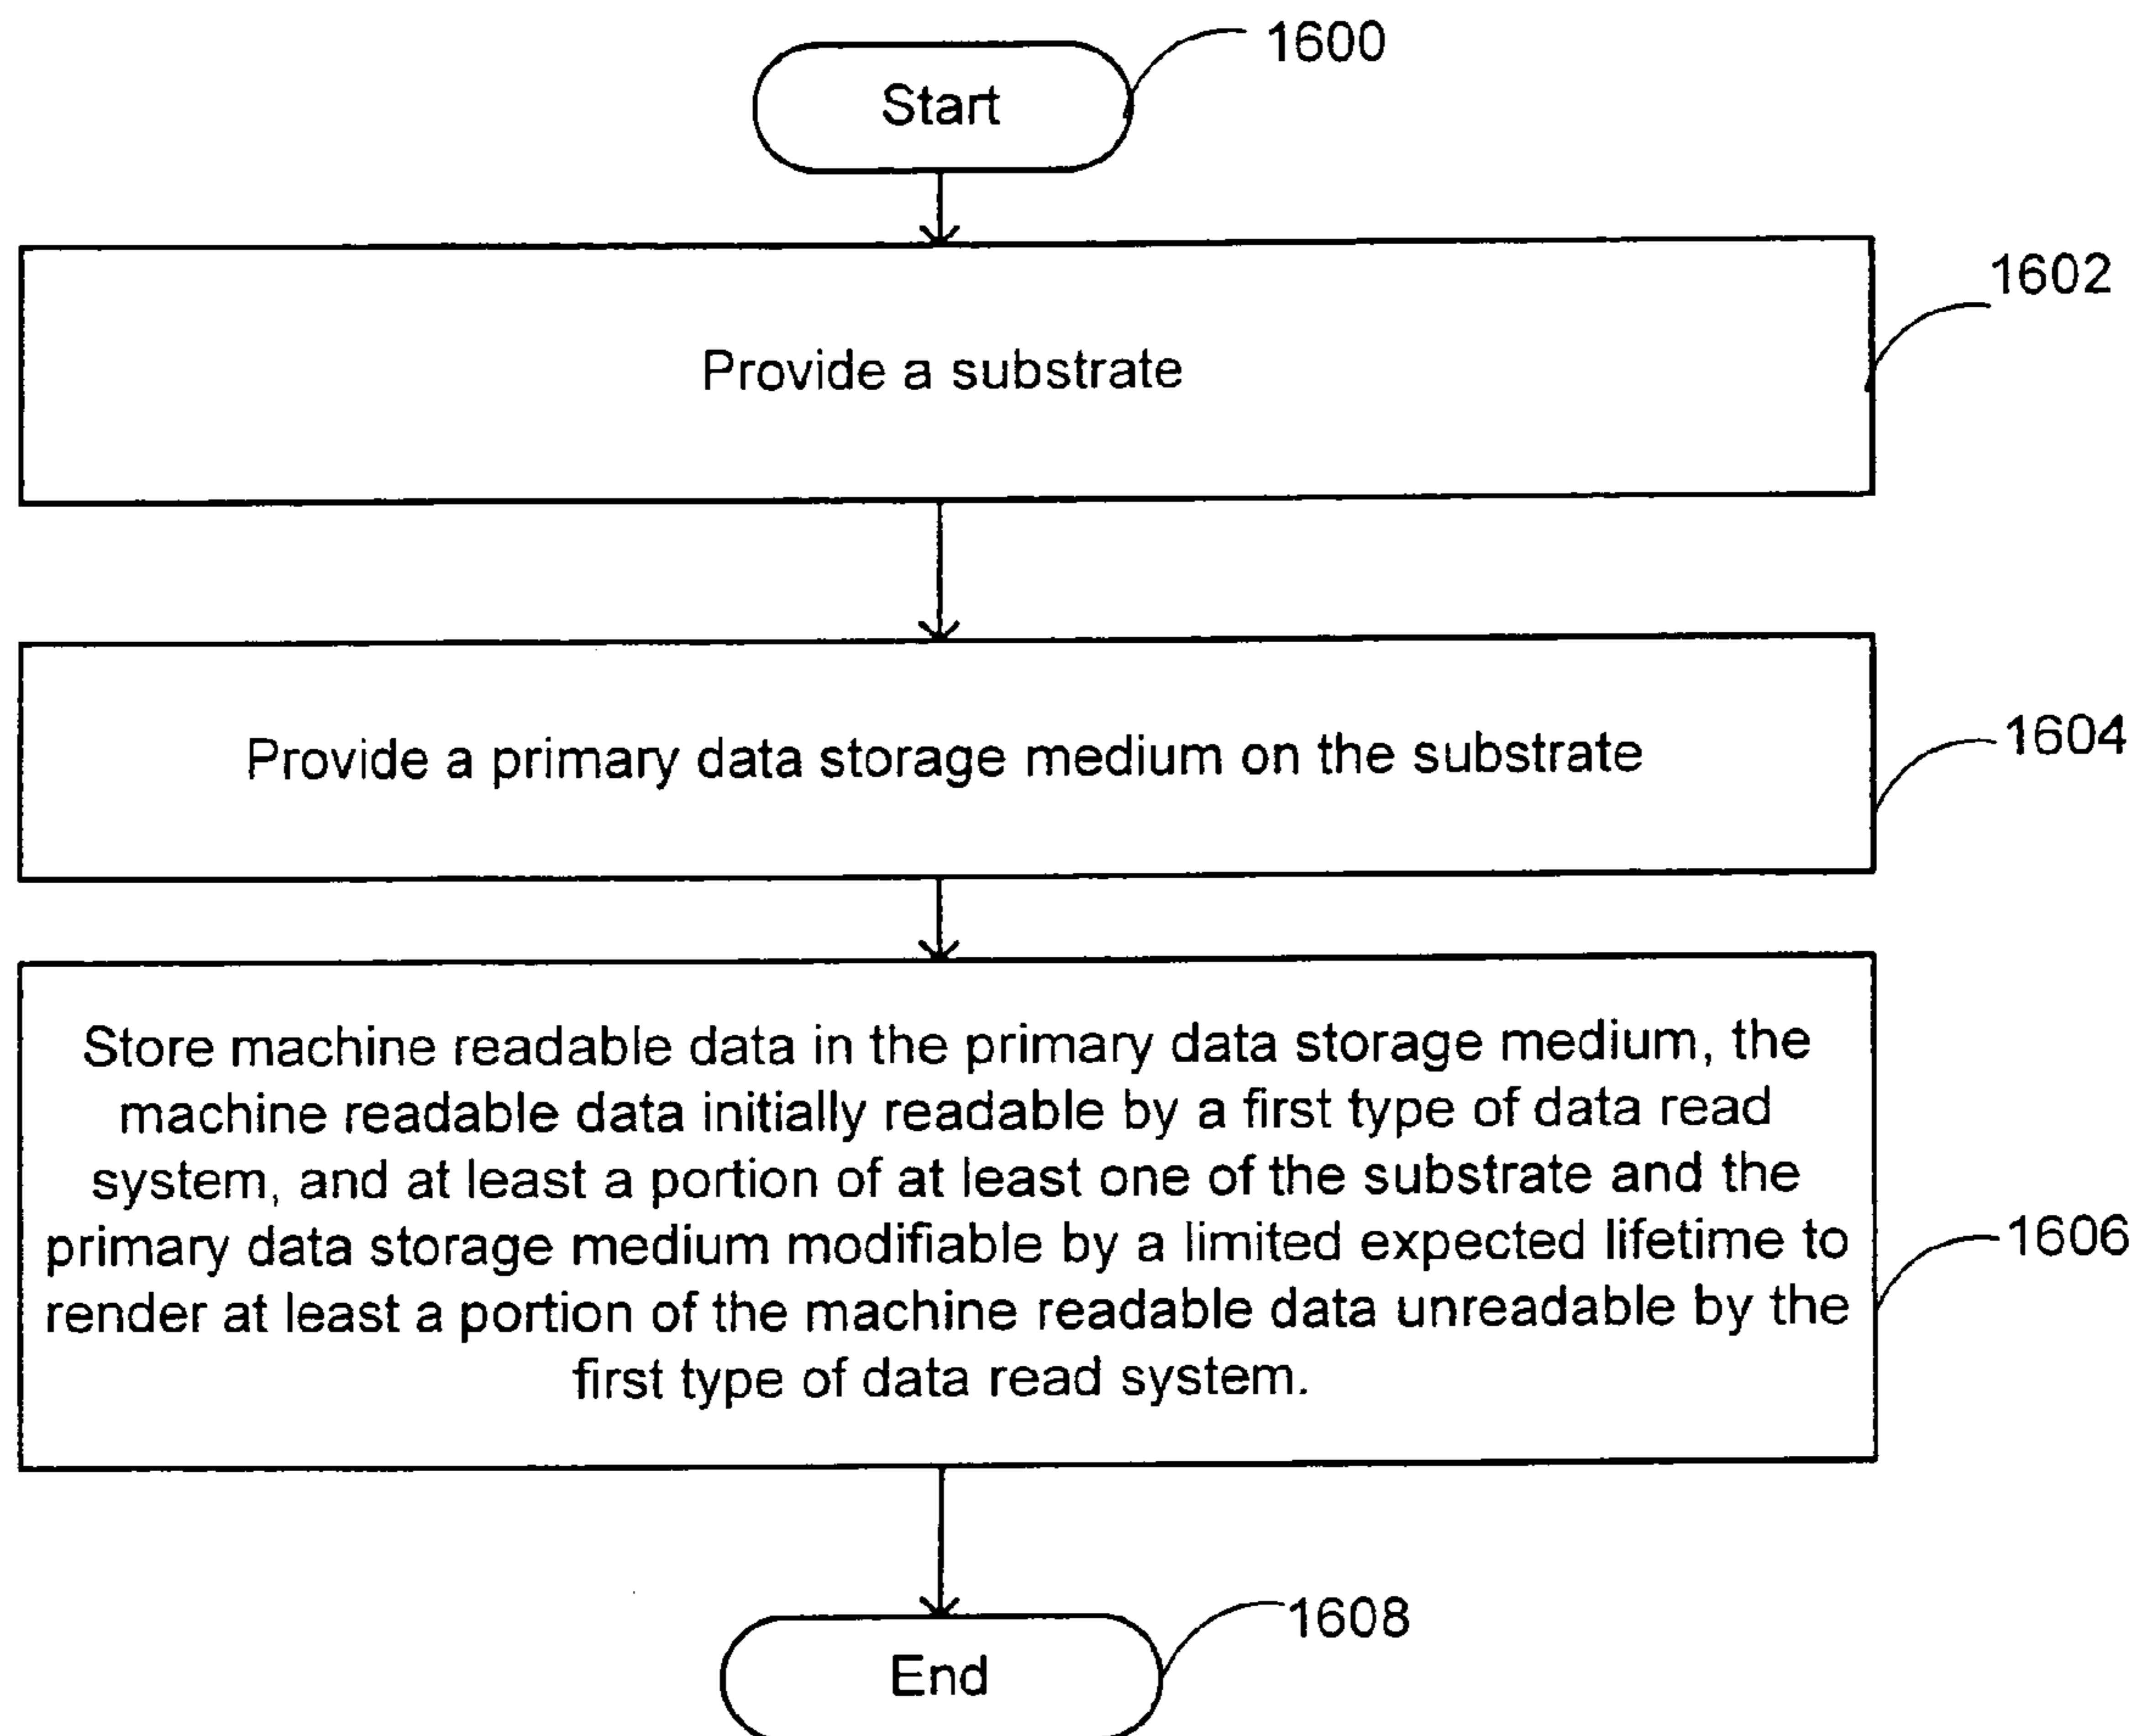 1600
Start
1602
Provide a substrate
Provide a primary data storage medium on the substrate
1604
Store machine readable data in the primary data storage medium, the
machine readable data initially readable by a first type of data read
system, and at least a portion of at least one of the substrate and the
primary data storage medium modifiable by a limited expected lifetime to
render at least a portion of the machine readable data unreadable by the
first type of data read system.
1606
1608
End